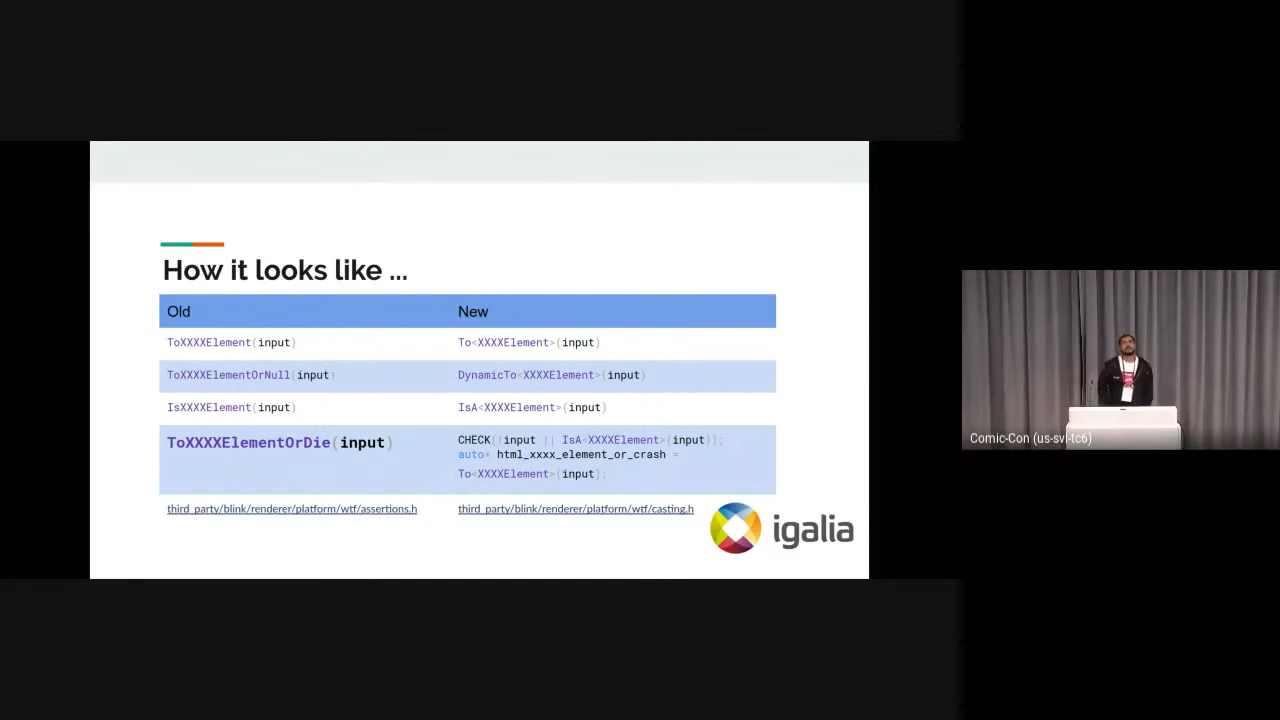 How it looks like ...
Old New
ToXXXXElement(input) To<XXXXElement>(input)
ToXXXXElementOrNull(input) DynamicTo<XXXXElement>(input)
IsXXXXElement(input) IsA<XXXXElement>(input)
ToXXXXElementOrDie(input) CHECK(!input || IsA<XXXXElement>(input));
auto* html_xxxx_element_or_crash =
To<XXXXElement>(input);
third_party/blink/renderer/platform/wtf/assertions.h third_party/blink/renderer/platform/wtf/casting.h
igalia
Comic-Con (us-svl-tc6)